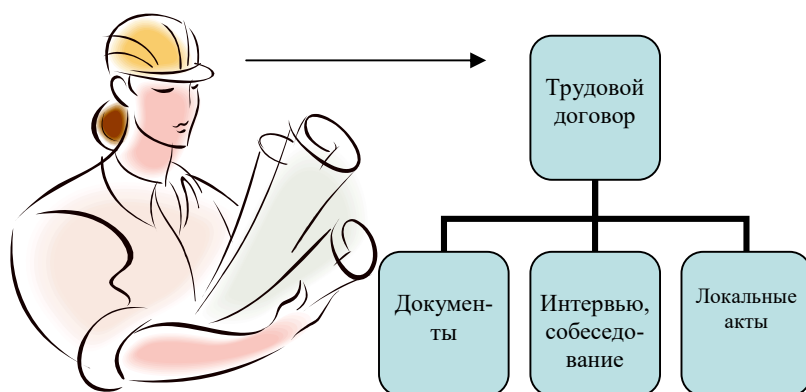 Трудовой
договор
Докумен-
ты
Интервью,
собеседо-
вание
Локальные
акты